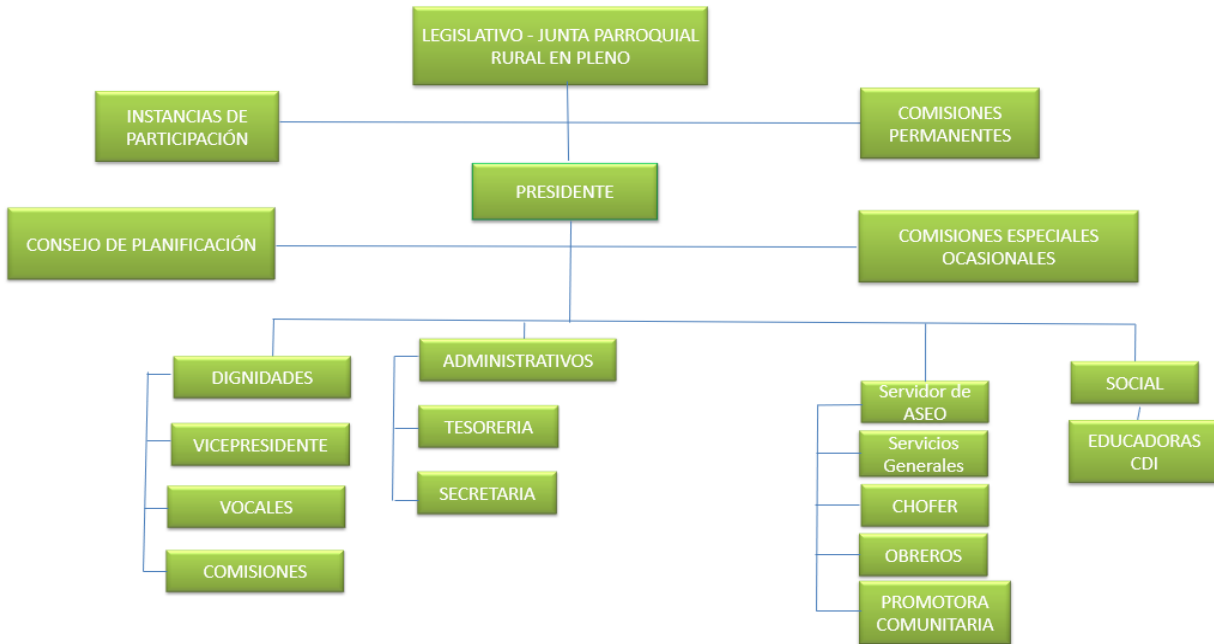 LEGISLATIVO - JUNTA PARROQUIAL
RURAL EN PLENO
INSTANCIAS DE
PARTICIPACIÓN
COMISIONES
PERMANENTES
PRESIDENTE
CONSEJO DE PLANIFICACIÓN
COMISIONES ESPECIALES
OCASIONALES
DIGNIDADES
VICEPRESIDENTE
VOCALES
COMISIONES
ADMINISTRATIVOS
TESORERIA
SECRETARIA
Servidor de
ASEO
Servicios
Generales
CHOFER
OBREROS
PROMOTORA
COMUNITARIA
SOCIAL
EDUCADORAS
CDI